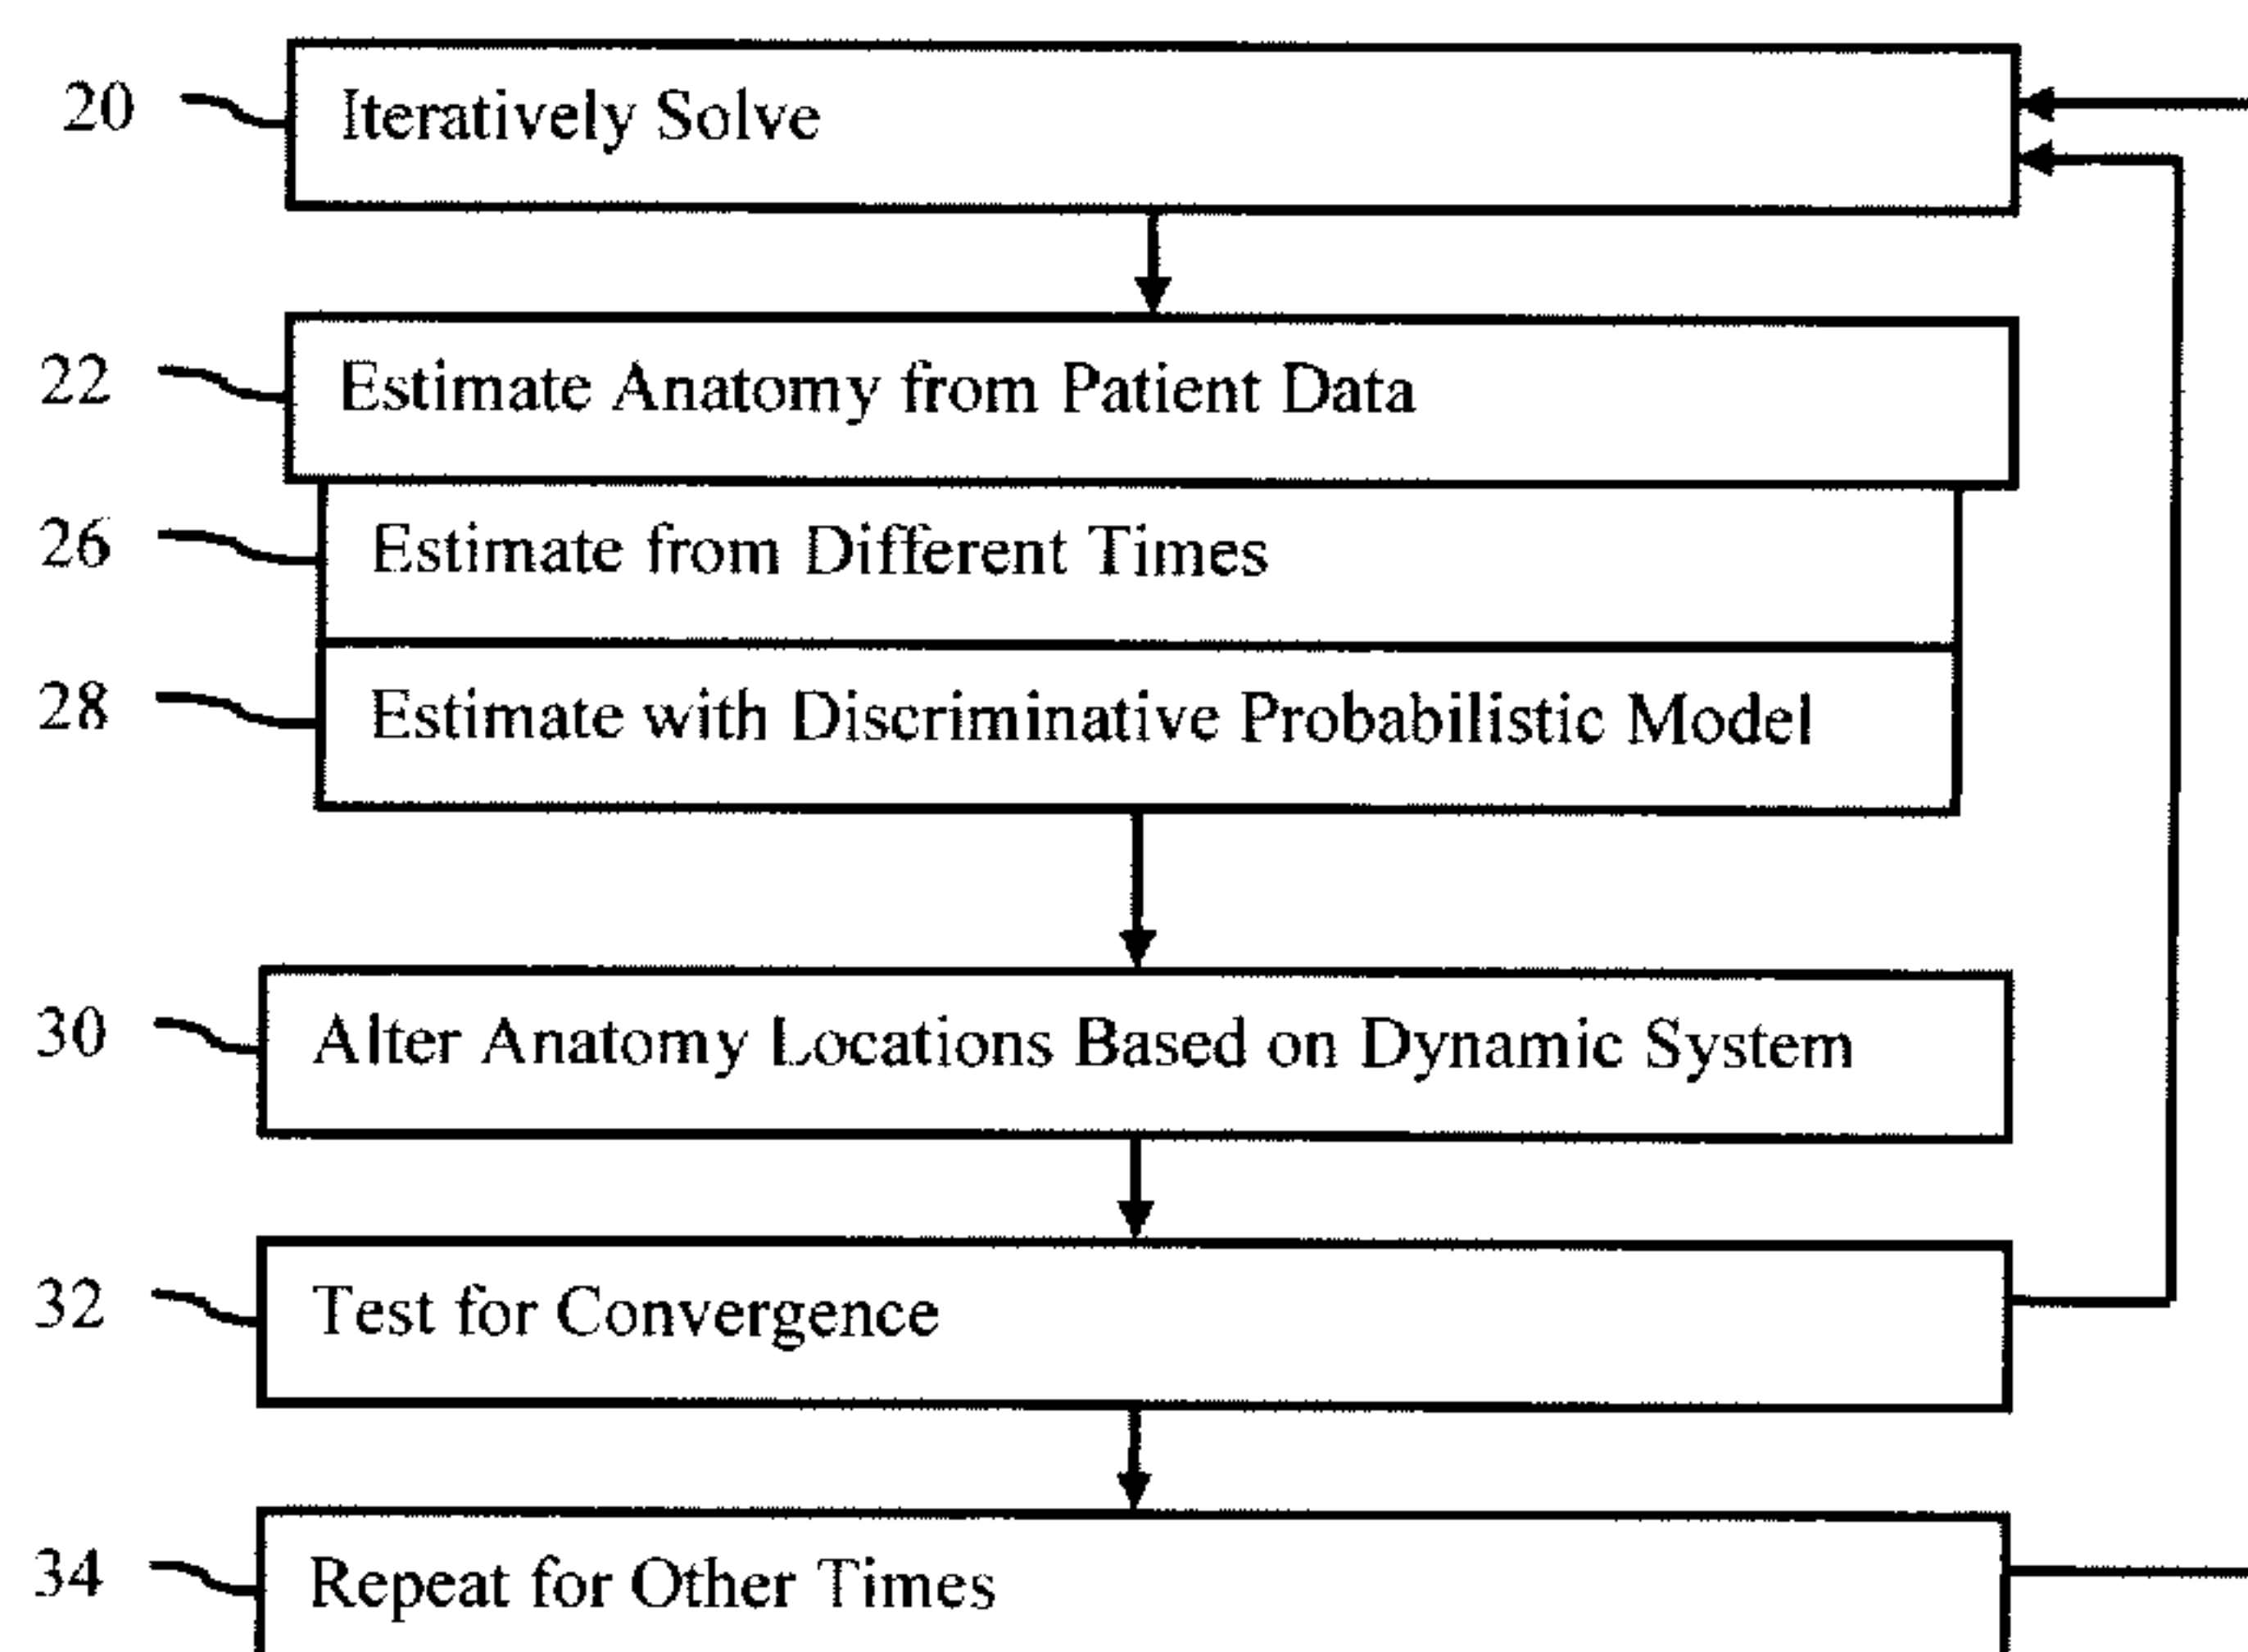 20 Iteratively Solve
22 Estimate Anatomy from Patient Data
26 Estimate from Different Times
28 Estimate with Discriminative Probabilistic Model
30 Alter Anatomy Locations Based on Dynamic System
32 Test for Convergence
34 Repeat for Other Times